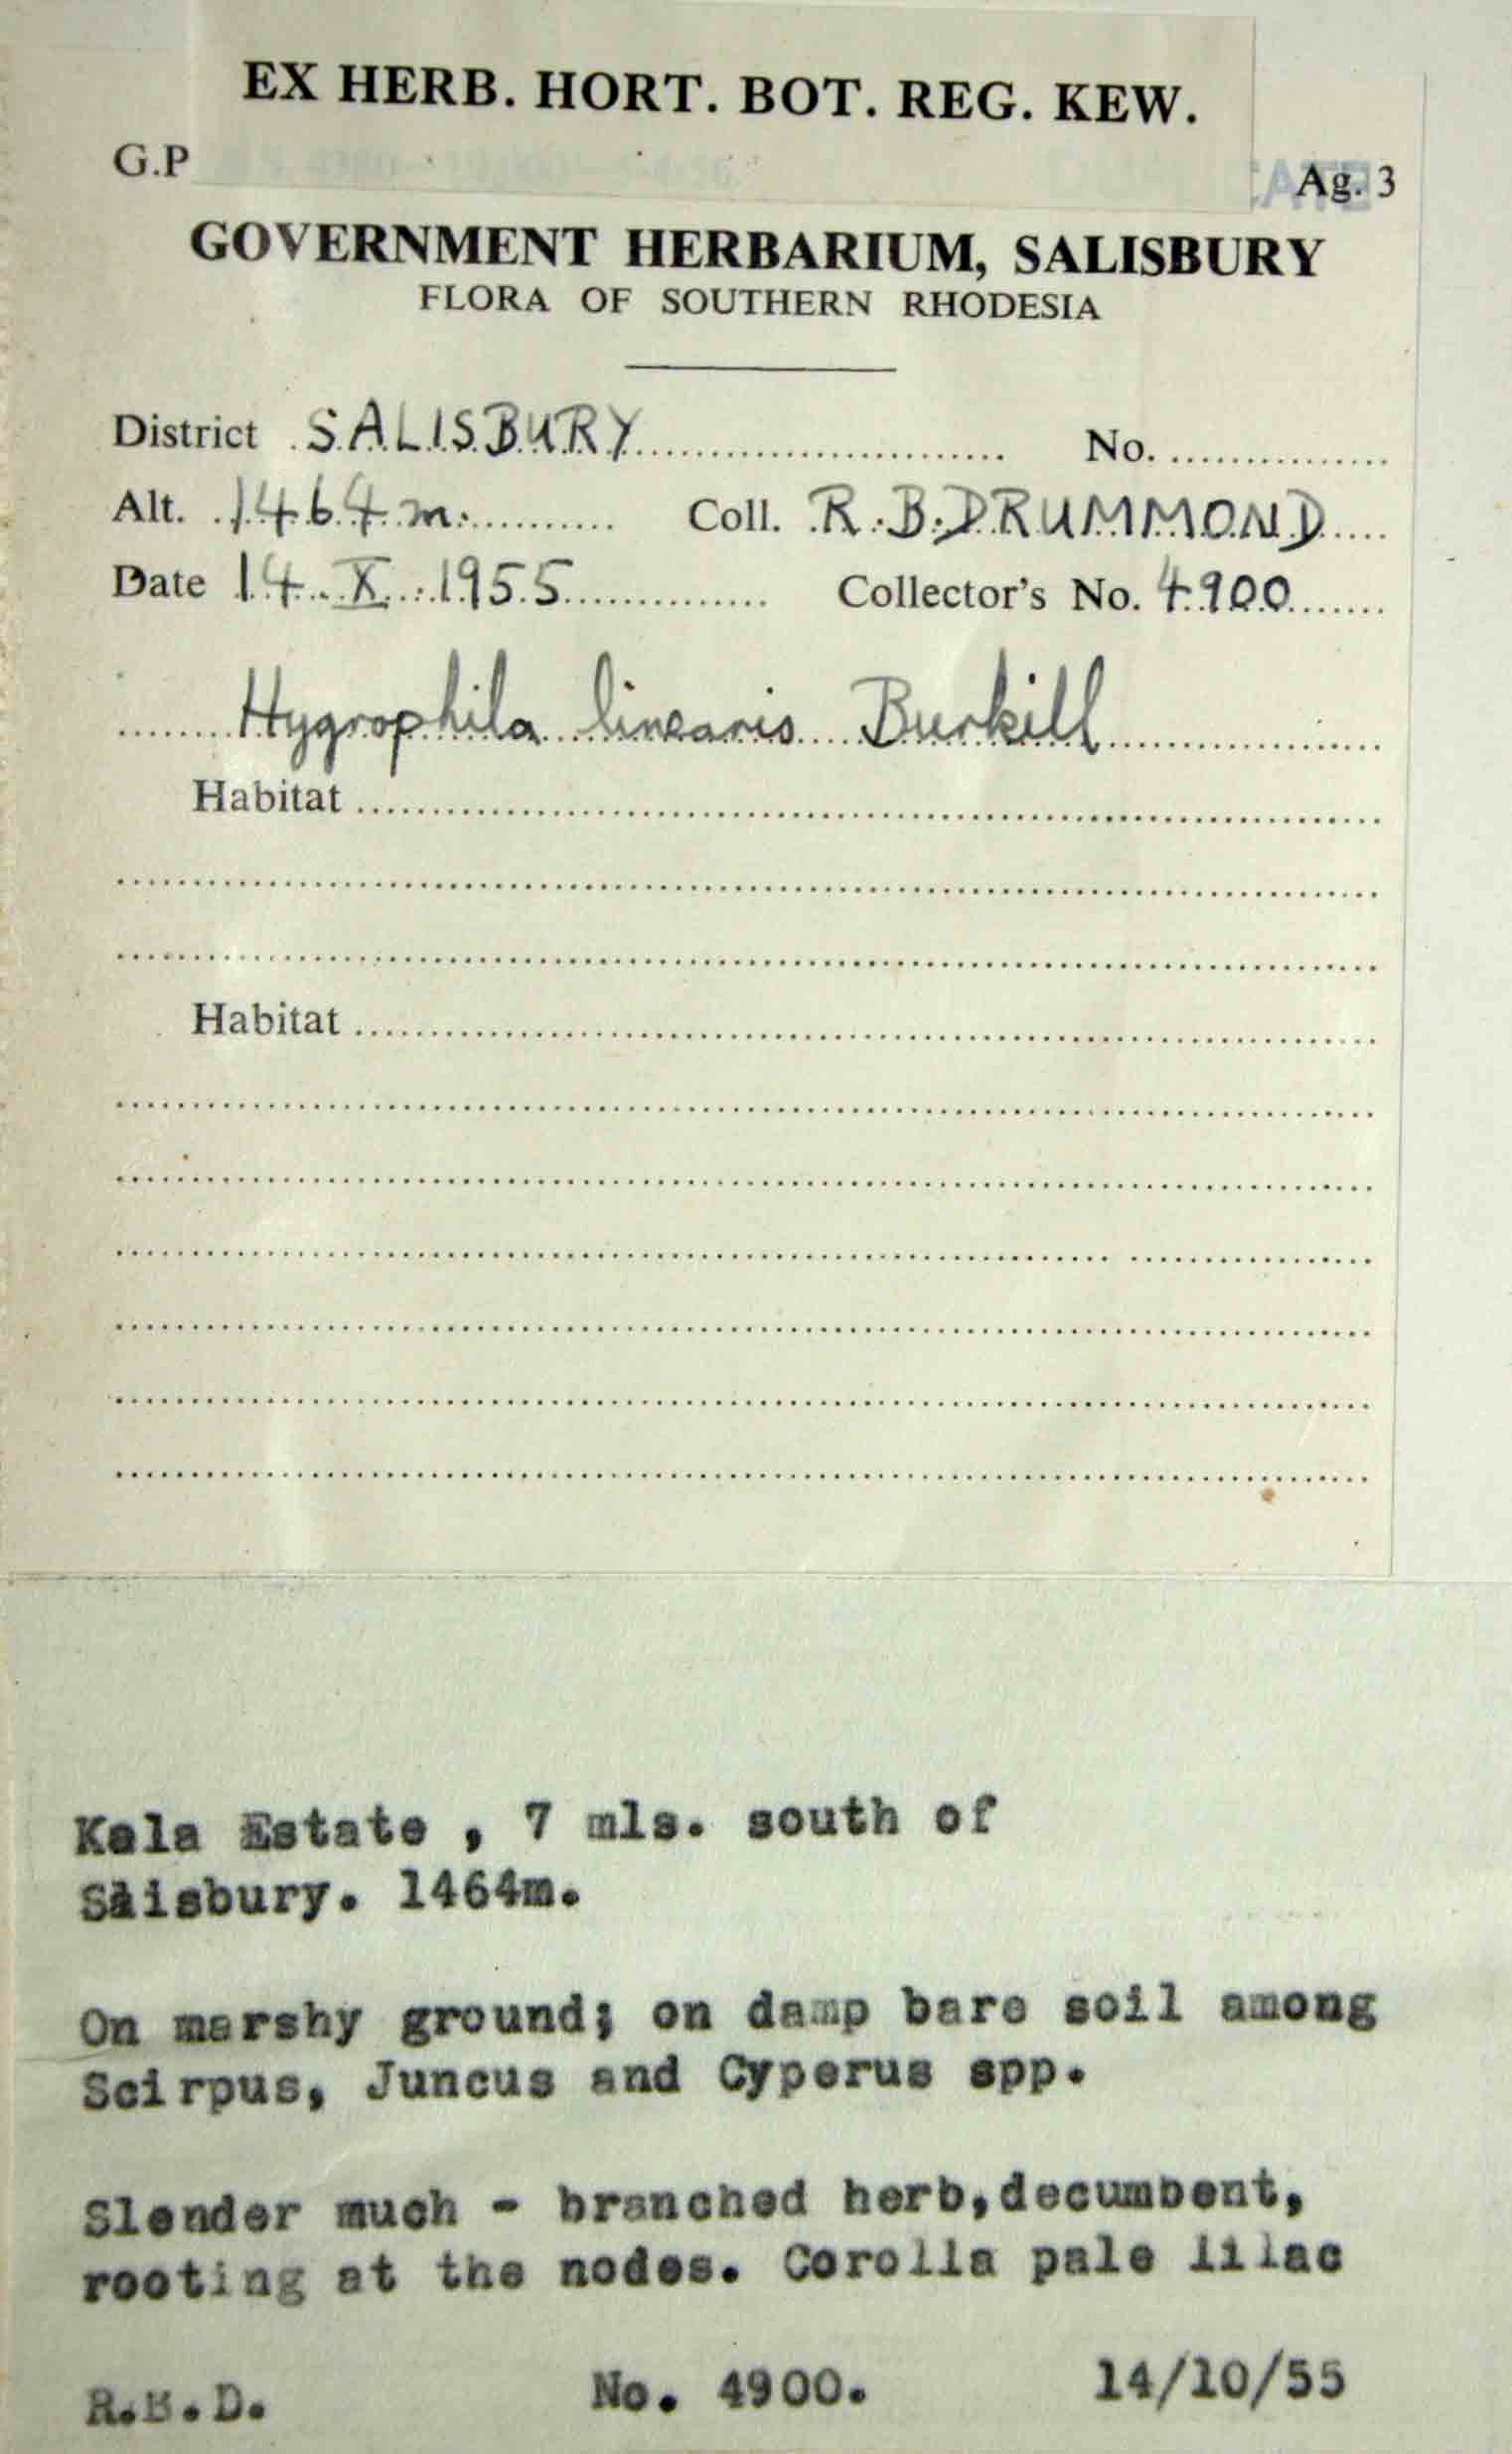 EX HERB. HORT. BOT. REG. KEW.
G.P
Ag. 3
GOVERNMENT HERBARIUM, SALISBURY
FLORA OF SOUTHERN RHODESIA
District SALISBURY No.
Alt. 1464 m. Coll. R.B.DRUMMOND
Date 14. X. 1955 Collector's No. 4900
Hygrophila linearis Burkill
Habitat
Habitat
Kela Estate , 7 mls. south of
Salisbury. 1464m.
On marshy ground; on damp bare soil among
Scirpus, Juncus and Cyperus spp.
Slender much - branched herb,decumbent,
rooting at the nodes. Corolla pale lilac
R.B.D. No. 4900. 14/10/55